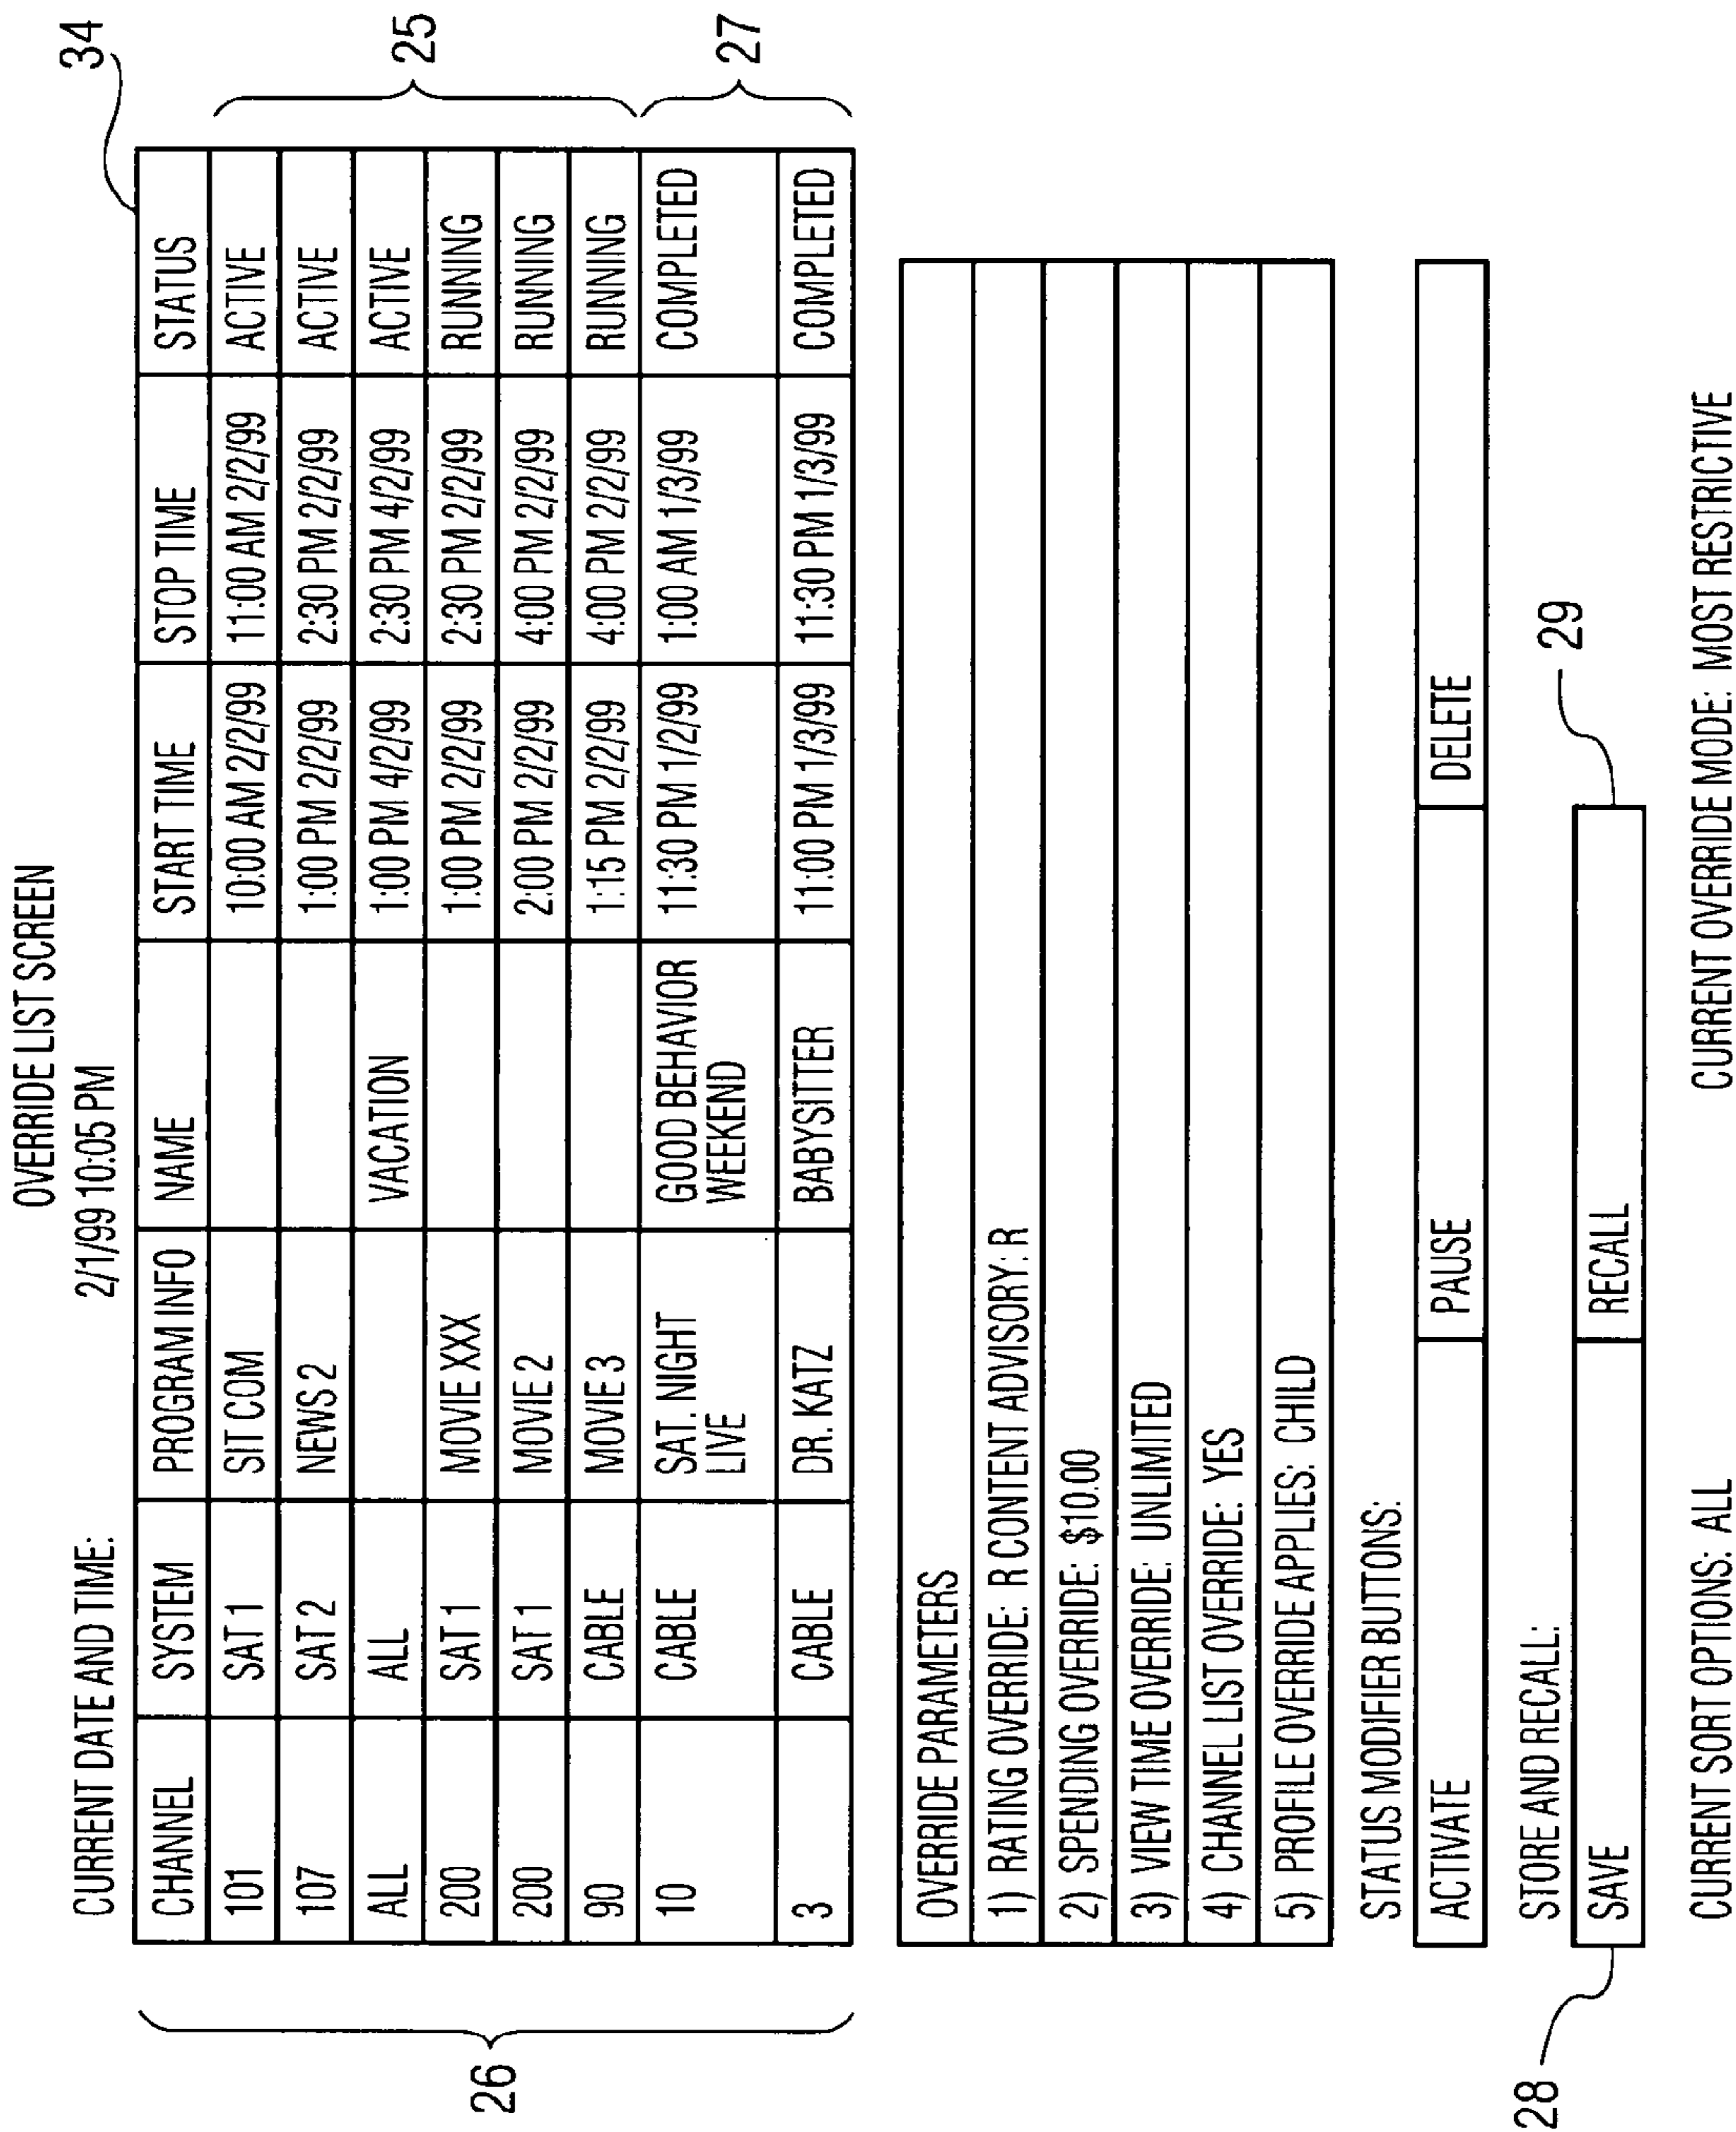 OVERRIDE LIST SCREEN
CURRENT DATE AND TIME: 2/1/99 10:05 PM
34
CHANNEL SYSTEM PROGRAM INFO NAME START TIME STOP TIME STATUS
101 SAT 1 SIT COM 10:00 AM 2/2/99 11:00 AM 2/2/99 ACTIVE
107 SAT 2 NEWS 2 1:00 PM 2/2/99 2:30 PM 2/2/99 ACTIVE
ALL ALL VACATION 1:00 PM 4/2/99 2:30 PM 4/2/99 ACTIVE
200 SAT 1 MOVIE XXX 1:00 PM 2/2/99 2:30 PM 2/2/99 RUNNING
200 SAT 1 MOVIE 2 2:00 PM 2/2/99 4:00 PM 2/2/99 RUNNING
90 CABLE MOVIE 3 1:15 PM 2/2/99 4:00 PM 2/2/99 RUNNING
10 CABLE SAT. NIGHT GOOD BEHAVIOR 11:30 PM 1/2/99 1:00 AM 1/3/99 COMPLETED
LIVE WEEKEND
3 CABLE DR. KATZ BABYSITTER 11:00 PM 1/3/99 11:30 PM 1/3/99 COMPLETED
26
25
27
OVERRIDE PARAMETERS
1) RATING OVERRIDE: R CONTENT ADVISORY: R
2) SPENDING OVERRIDE: $10.00
3) VIEW TIME OVERRIDE: UNLIMITED
4) CHANNEL LIST OVERRIDE: YES
5) PROFILE OVERRIDE APPLIES: CHILD
STATUS MODIFIER BUTTONS:
ACTIVATE PAUSE DELETE
STORE AND RECALL:
28
SAVE RECALL
29
CURRENT SORT OPTIONS: ALL CURRENT OVERRIDE MODE: MOST RESTRICTIVE